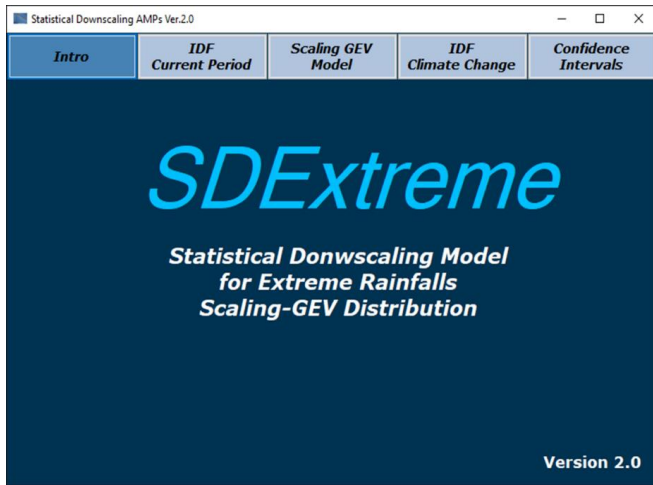 Statistical Downscaling AMPs Ver.2.0
Intro
IDF
Current Period
Scaling GEV
Model
IDF
Climate Change
Confidence
Intervals
SDExtreme
Statistical Donwscaling Model
for Extreme Rainfalls
Scaling-GEV Distribution
Version 2.0